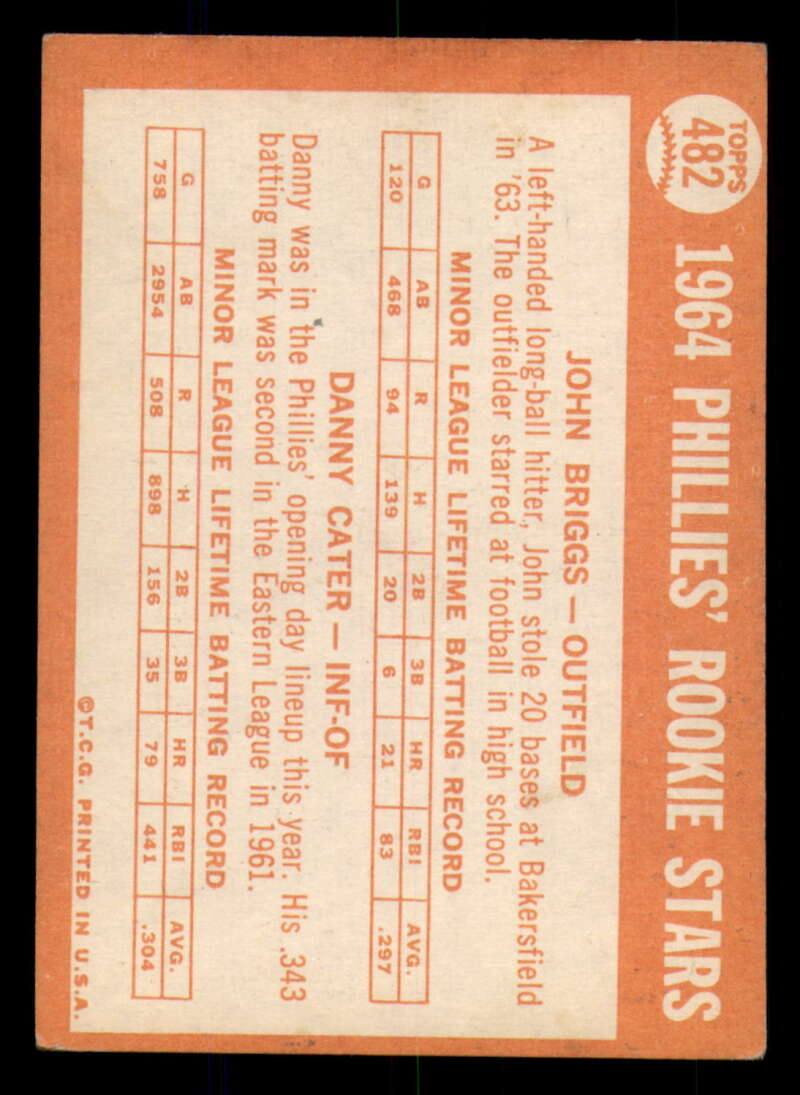 TOPPS
482
1964 PHILLIES' ROOKIE STARS
JOHN BRIGGS — OUTFIELD
A left-handed long-ball hitter, John stole 20 bases at Bakersfield
in '63. The outfielder starred at football in high school.
MINOR LEAGUE LIFETIME BATTING RECORD
G AB R H 2B 3B HR RBI AVG.
120 468 94 139 20 6 21 83 .297
DANNY CATER — INF-OF
Danny was in the Phillies' opening day lineup this year. His .343
batting mark was second in the Eastern League in 1961.
MINOR LEAGUE LIFETIME BATTING RECORD
G AB R H 2B 3B HR RBI AVG.
758 2954 508 898 156 35 79 441 .304
©T.C.G. PRINTED IN U.S.A.